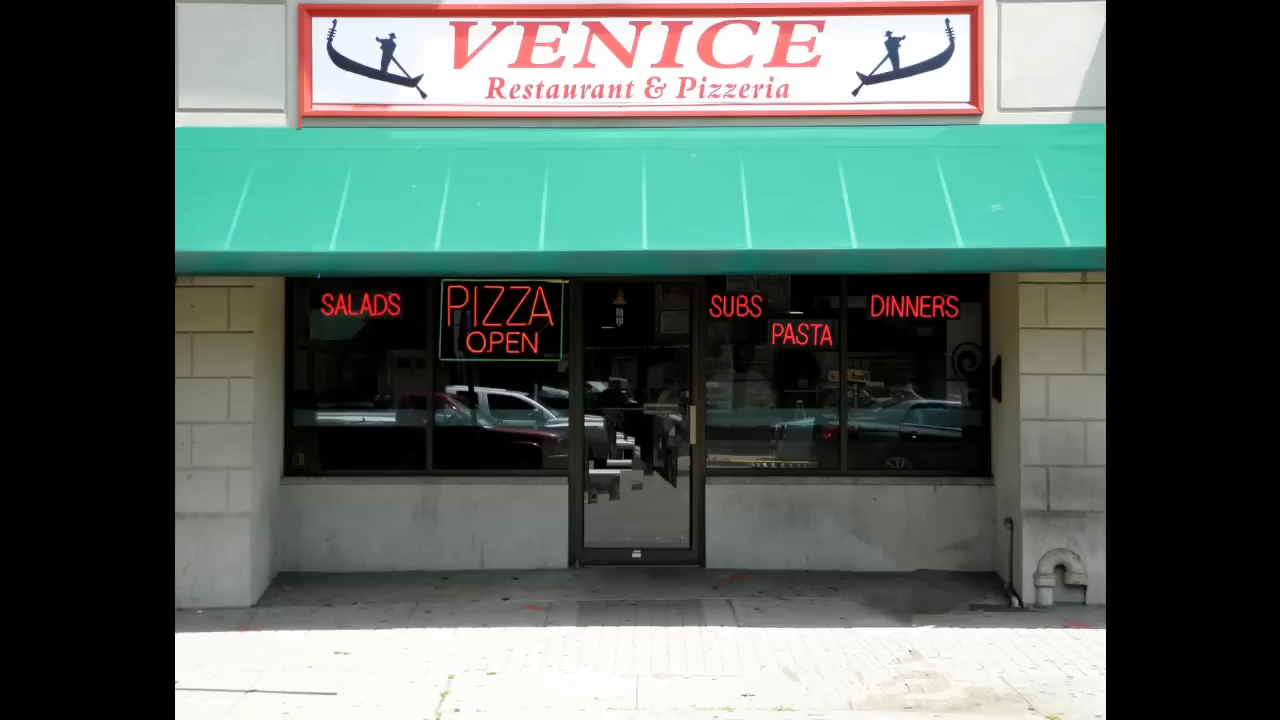 VENICE
Restaurant & Pizzeria
SALADS
PIZZA
OPEN
SUBS
PASTA
DINNERS